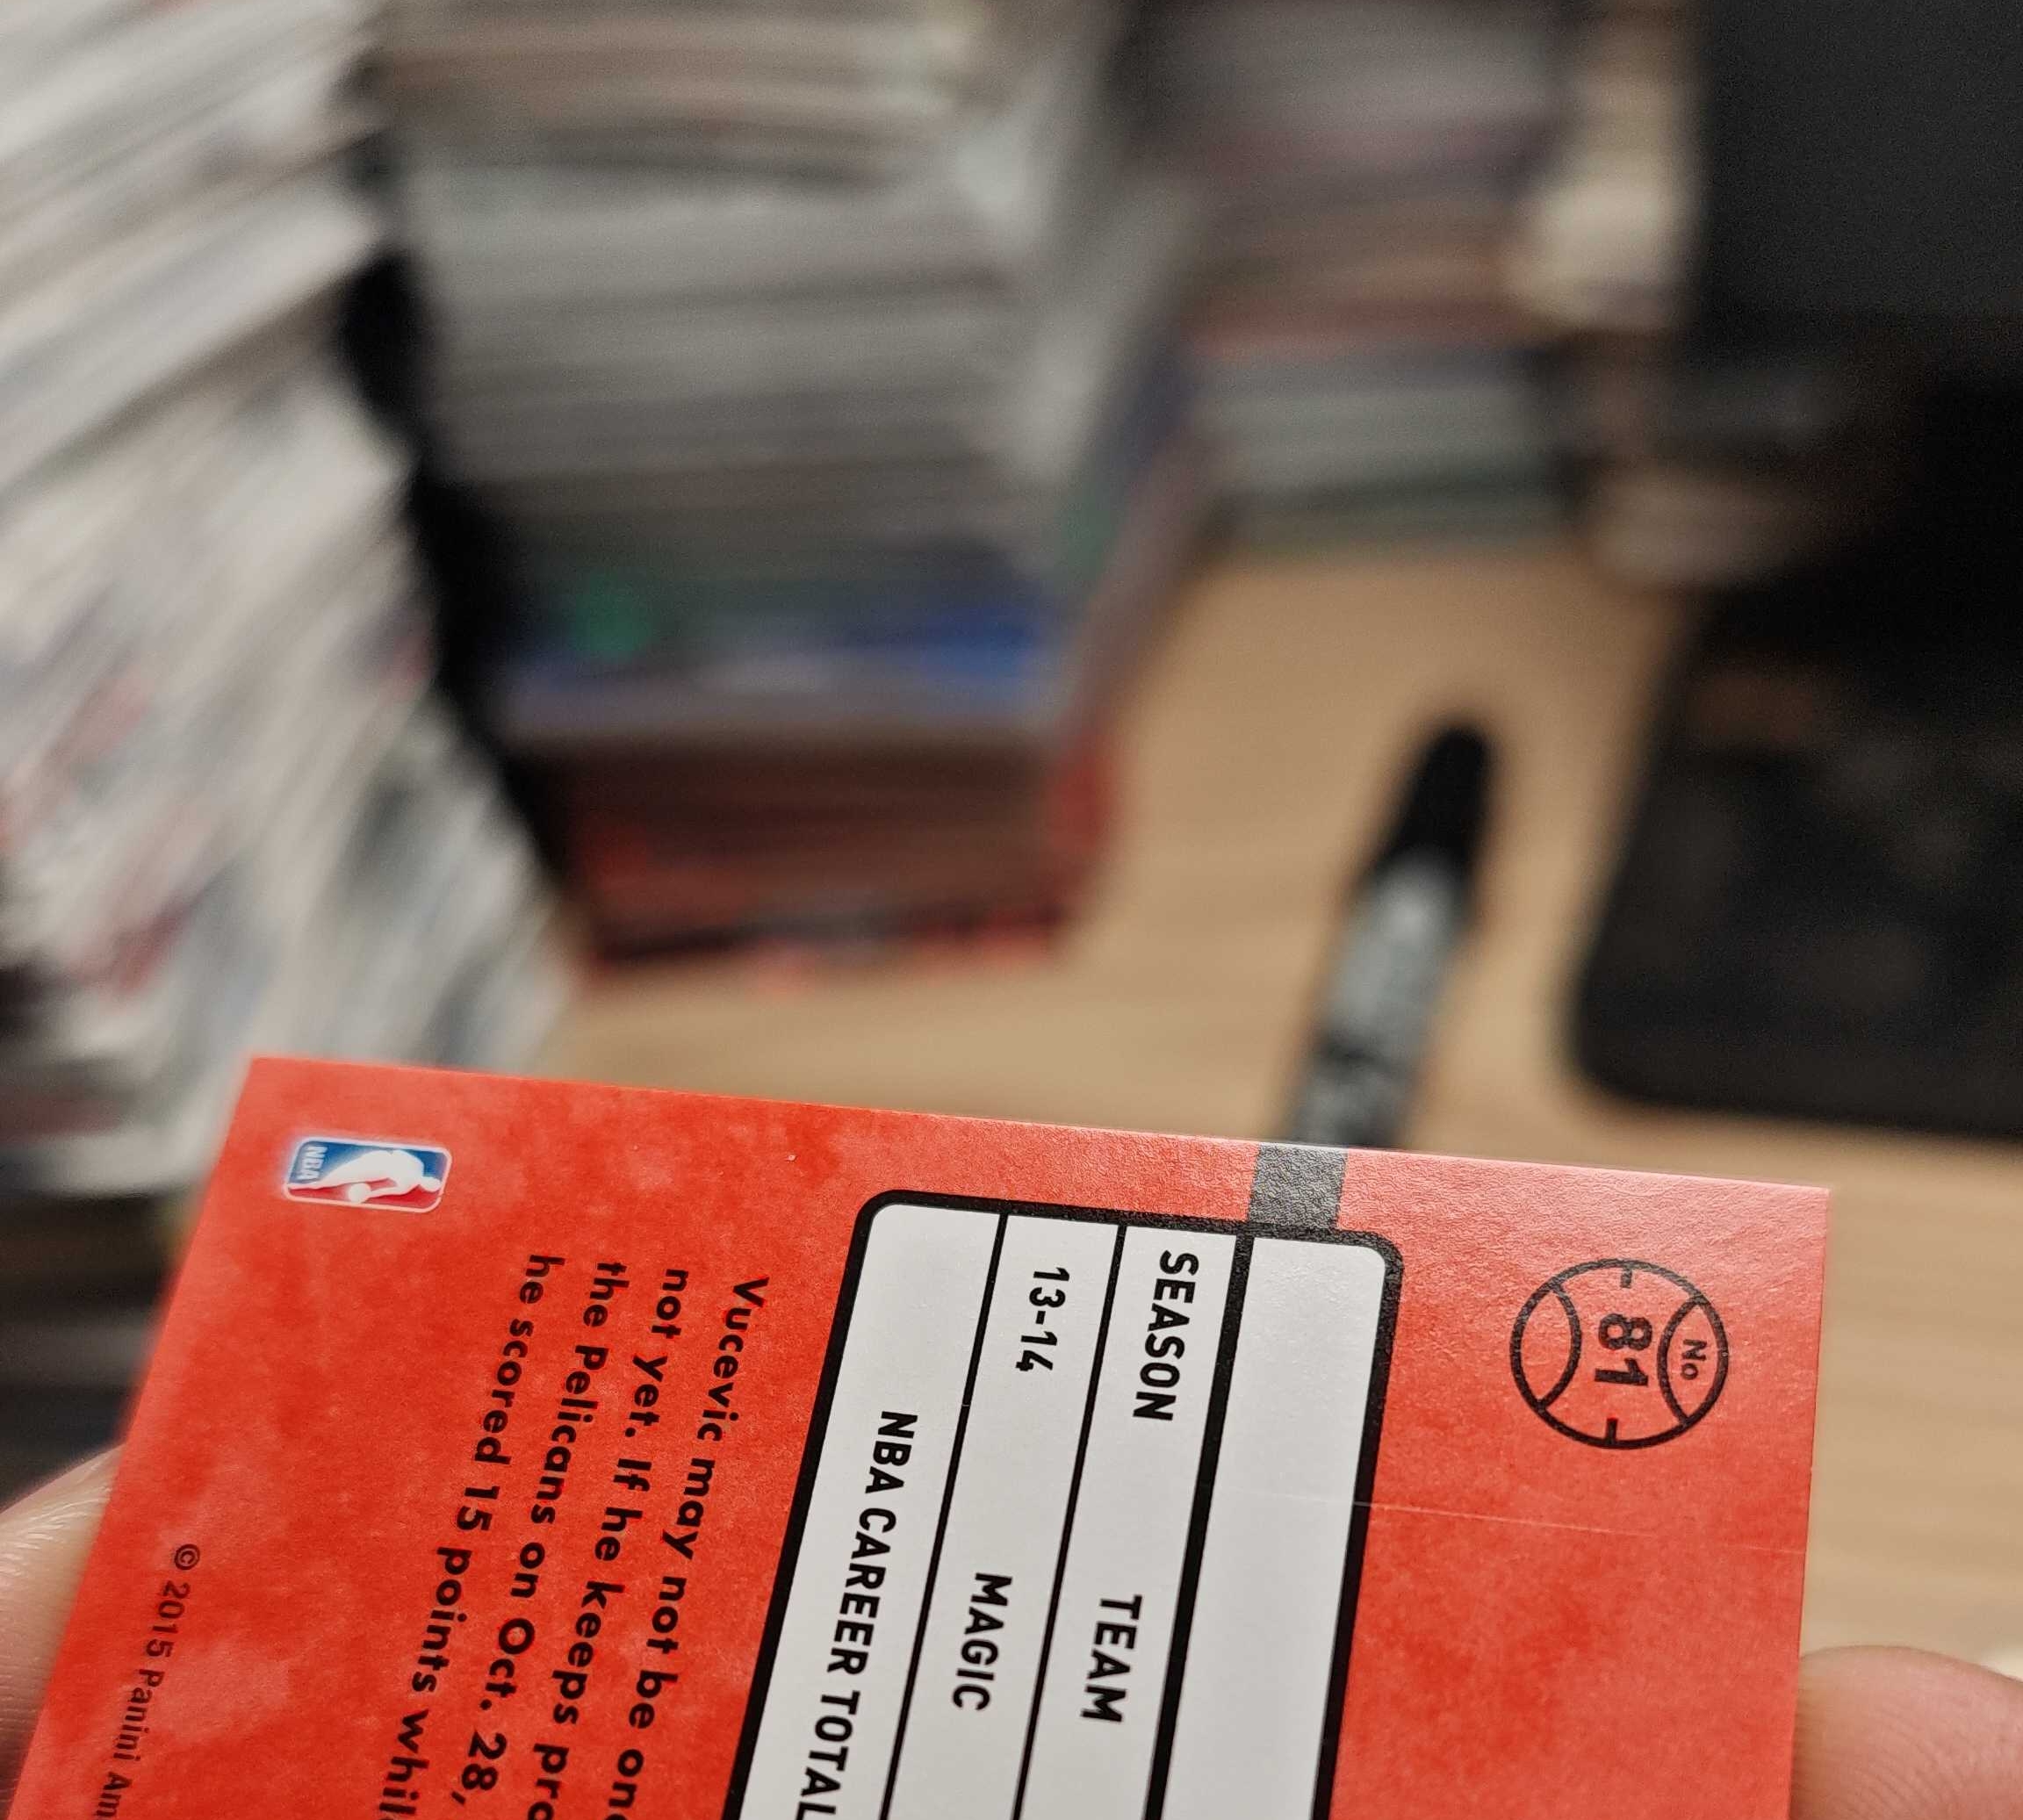 No
81
SEASON TEAM
13-14 MAGIC
NBA CAREER TOTAL
Vucevic may not be one
not yet. If he keeps pro
the Pelicans on Oct. 28,
he scored 15 points whil
© 2015 Panini Am
NBA